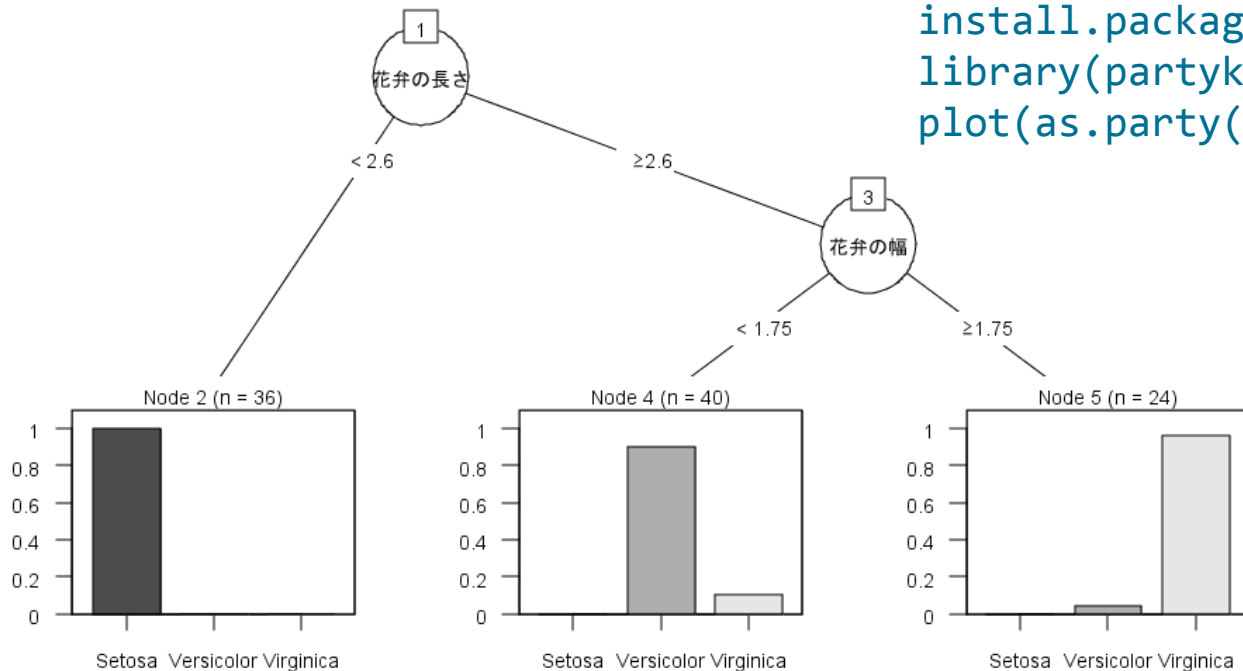 install.packag
library(partyk
plot(as.party(
1
花弁の長さ
< 2.6
≥2.6
3
花弁の幅
< 1.75
≥1.75
Node 2 (n = 36)
1
0.8
0.6
0.4
0.2
0
Setosa Versicolor Virginica
Node 4 (n = 40)
1
0.8
0.6
0.4
0.2
0
Setosa Versicolor Virginica
Node 5 (n = 24)
1
0.8
0.6
0.4
0.2
0
Setosa Versicolor Virginica